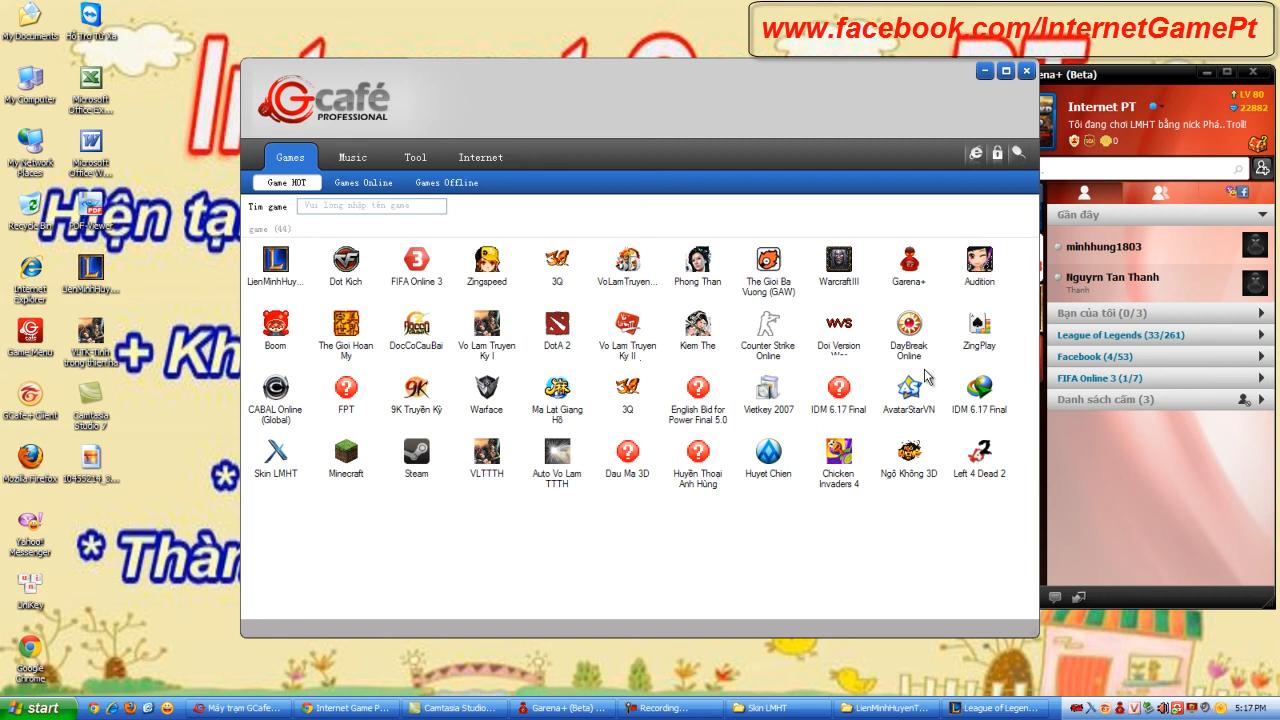 www.facebook.com/InternetGamePt
My Documents
Hỗ Trợ Từ Xa
My Computer
Microsoft Office Ex...
My Network Places
Microsoft Office W...
Recycle Bin
PDF-Viewer
Internet Explorer
LienMinhHuy...
Game Menu
VLTK-Tinh trong thien ha
GCafe+ Client
Camtasia Studio 7
Mozilla Firefox
Yahoo! Messenger
UniKey
Google Chrome
Hiện tạ
+ Kh
*
* Thàn
Gcafé
PROFESSIONAL
Games
Music
Tool
Internet
Game HOT
Games Online
Games Offline
Tìm game
Vui lòng nhập tên game
game (44)
LienMinhHuy...
Dot Kich
FIFA Online 3
Zingspeed
3Q
VoLamTruyen...
Phong Than
The Gioi Ba Vuong (GAW)
WarcraftIII
Garena+
Audition
Boom
The Gioi Hoan My
DocCoCauBai
Vo Lam Truyen Ky I
DotA 2
Vo Lam Truyen Ky II
Kiem The
Counter Strike Online
Doi Version
DayBreak Online
ZingPlay
CABAL Online (Global)
FPT
9K Truyền Kỳ
Warface
Ma Lat Giang Hồ
3Q
English Bid for Power Final 5.0
Vietkey 2007
IDM 6.17 Final
AvatarStarVN
IDM 6.17 Final
Skin LMHT
Minecraft
Steam
VLTTTH
Auto Vo Lam TTTH
Dau Ma 3D
Huyền Thoại Anh Hùng
Huyet Chien
Chicken Invaders 4
Ngộ Không 3D
Left 4 Dead 2
ena+ (Beta)
Internet PT
LV 80
22882
Tôi đang chơi LMHT bằng nick Phá..Troll!
0
Gần đây
minhhung1803
Nguyrn Tan Thanh
Thanh
Bạn của tôi (0/3)
League of Legends (33/261)
Facebook (4/53)
FIFA Online 3 (1/7)
Danh sách cấm (3)
start
Máy trạm GCafe...
Internet Game P...
Camtasia Studio...
Garena+ (Beta) ...
Recording...
Skin LMHT
LienMinhHuyenT...
League of Legen...
5:17 PM